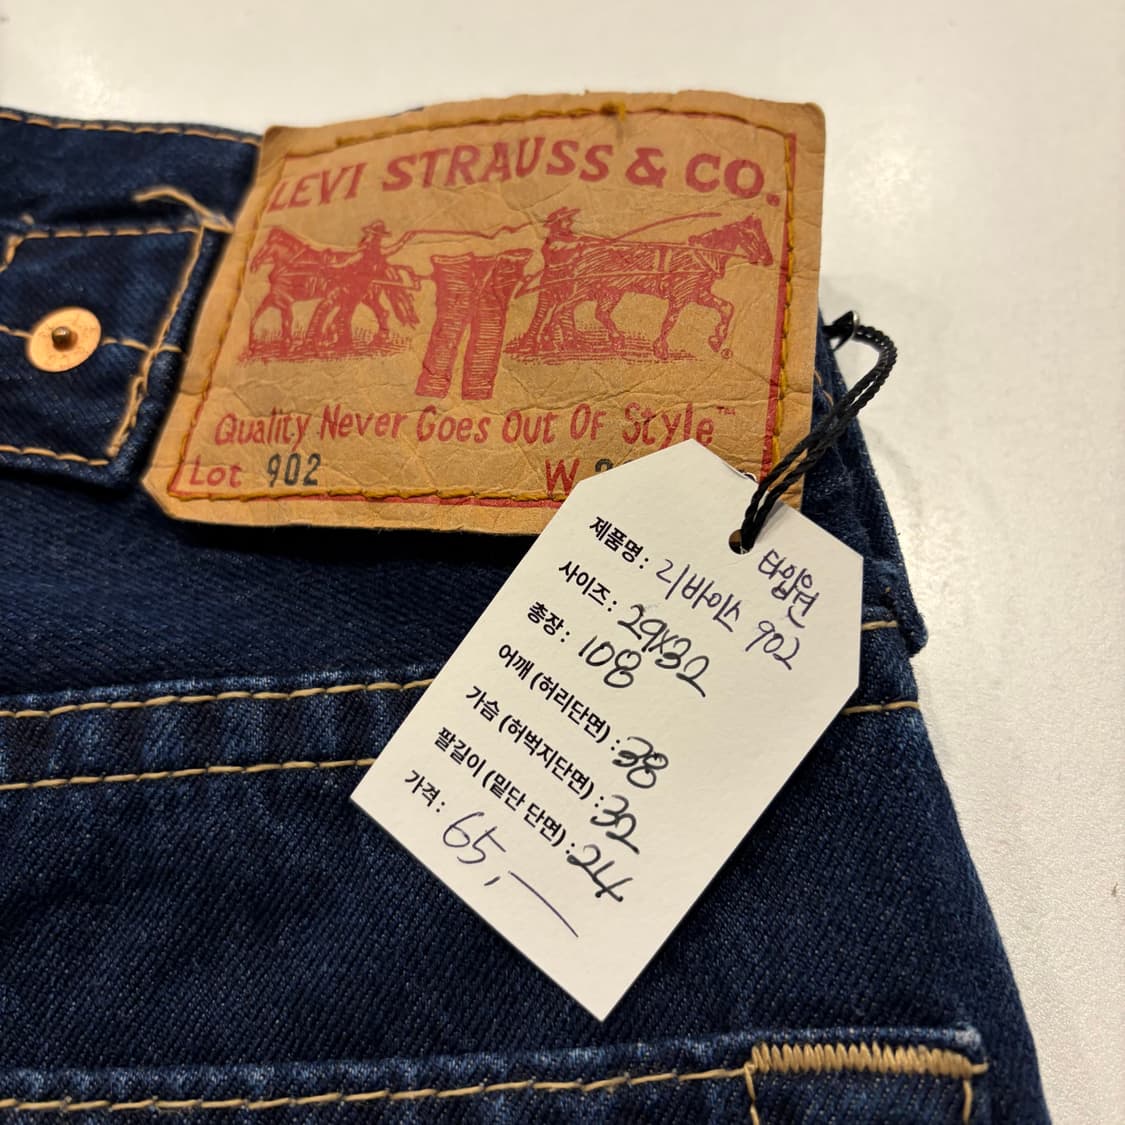 LEVI STRAUSS & CO.
Quality Never Goes Out Of Style™
Lot 902 W
타입원
제품명: 리바이스 902
사이즈: 29x32
총장: 108
어깨 (허리단면) : 38
가슴 (허벅지단면) : 32
팔길이 (밑단 단면) : 24
가격: 65,-